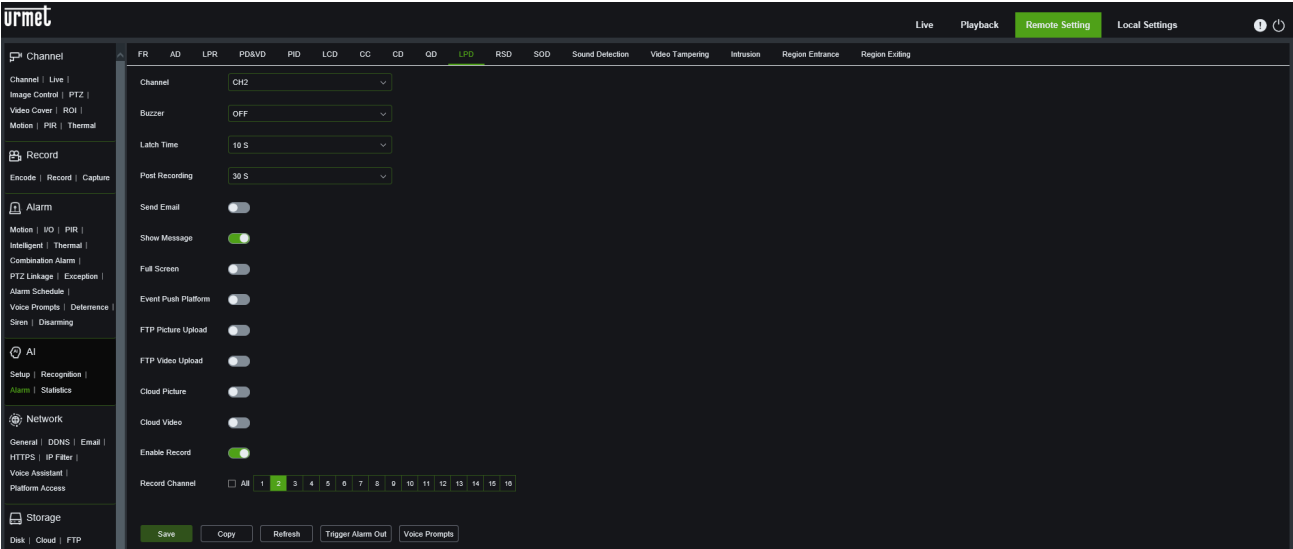 urmet
Live Playback Remote Setting Local Settings
Channel
Channel | Live |
Image Control | PTZ |
Video Cover | ROI |
Motion | PIR | Thermal
Record
Encode | Record | Capture
Alarm
Motion | I/O | PIR |
Intelligent | Thermal |
Combination Alarm |
PTZ Linkage | Exception |
Alarm Schedule |
Voice Prompts | Deterrence |
Siren | Disarming
AI
Setup | Recognition |
Alarm | Statistics
Network
General | DDNS | Email |
HTTPS | IP Filter |
Voice Assistant |
Platform Access
Storage
Disk | Cloud | FTP
FR AD LPR PD&VD PID LCD CC CD QD LPD RSD SOD Sound Detection Video Tampering Intrusion Region Entrance Region Exiting
Channel CH2
Buzzer OFF
Latch Time 10 S
Post Recording 30 S
Send Email
Show Message
Full Screen
Event Push Platform
FTP Picture Upload
FTP Video Upload
Cloud Picture
Cloud Video
Enable Record
Record Channel All 1 2 3 4 5 6 7 8 9 10 11 12 13 14 15 16
Save Copy Refresh Trigger Alarm Out Voice Prompts